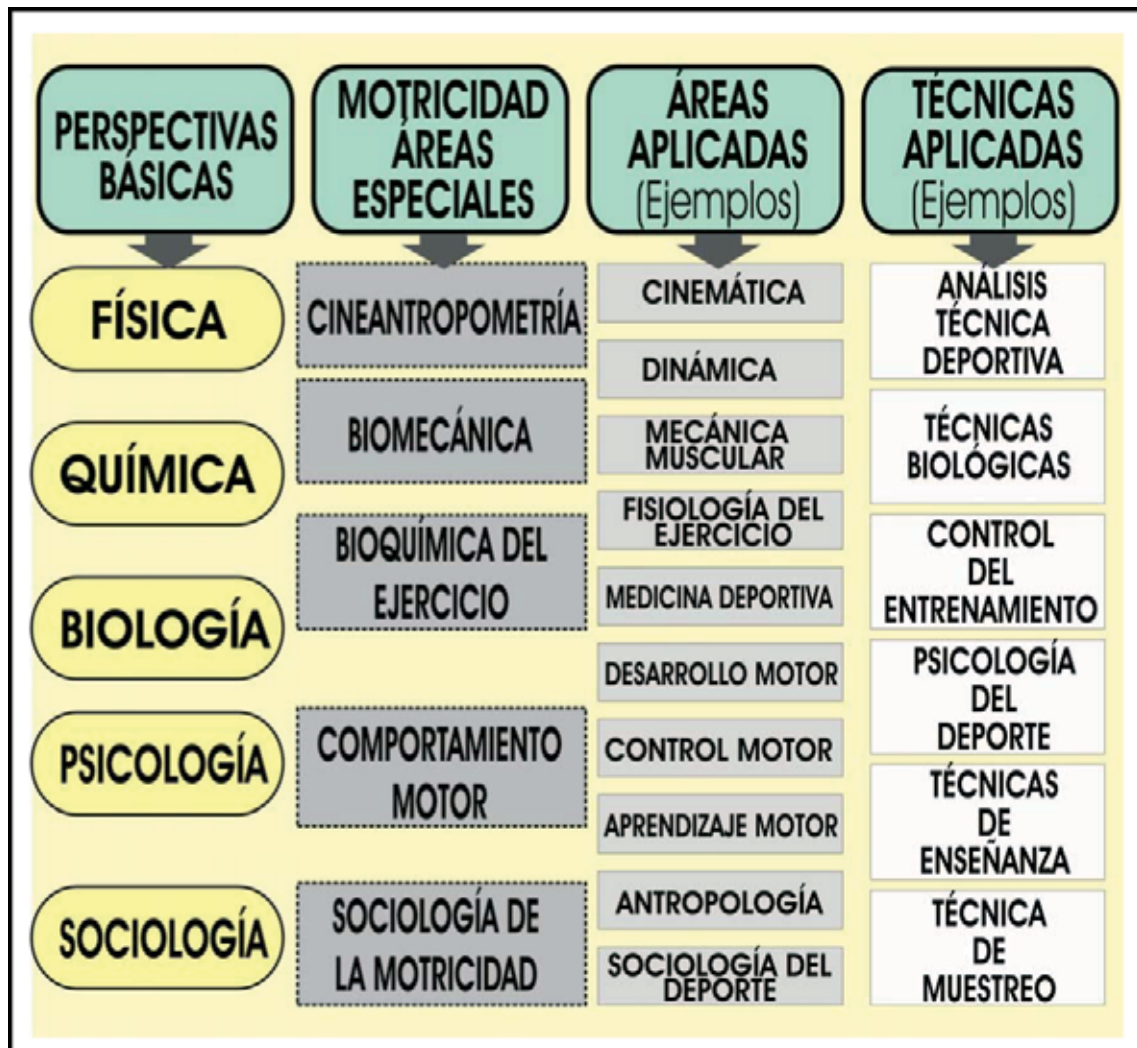 PERSPECTIVAS
BÁSICAS
FÍSICA
QUÍMICA
BIOLOGÍA
PSICOLOGÍA
SOCIOLOGÍA
MOTRICIDAD
ÁREAS
ESPECIALES
CINEANTROPOMETRÍA
BIOMECÁNICA
BIOQUÍMICA DEL
EJERCICIO
COMPORTAMIENTO
MOTOR
SOCIOLOGÍA DE
LA MOTRICIDAD
ÁREAS
APLICADAS
(Ejemplos)
CINEMÁTICA
DINÁMICA
MECÁNICA
MUSCULAR
FISIOLOGÍA DEL
EJERCICIO
MEDICINA DEPORTIVA
DESARROLLO MOTOR
CONTROL MOTOR
APRENDIZAJE MOTOR
ANTROPOLOGÍA
SOCIOLOGÍA DEL
DEPORTE
TÉCNICAS
APLICADAS
(Ejemplos)
ANÁLISIS
TÉCNICA
DEPORTIVA
TÉCNICAS
BIOLÓGICAS
CONTROL
DEL
ENTRENAMIENTO
PSICOLOGÍA
DEL
DEPORTE
TÉCNICAS
DE
ENSEÑANZA
TÉCNICA
DE
MUESTREO